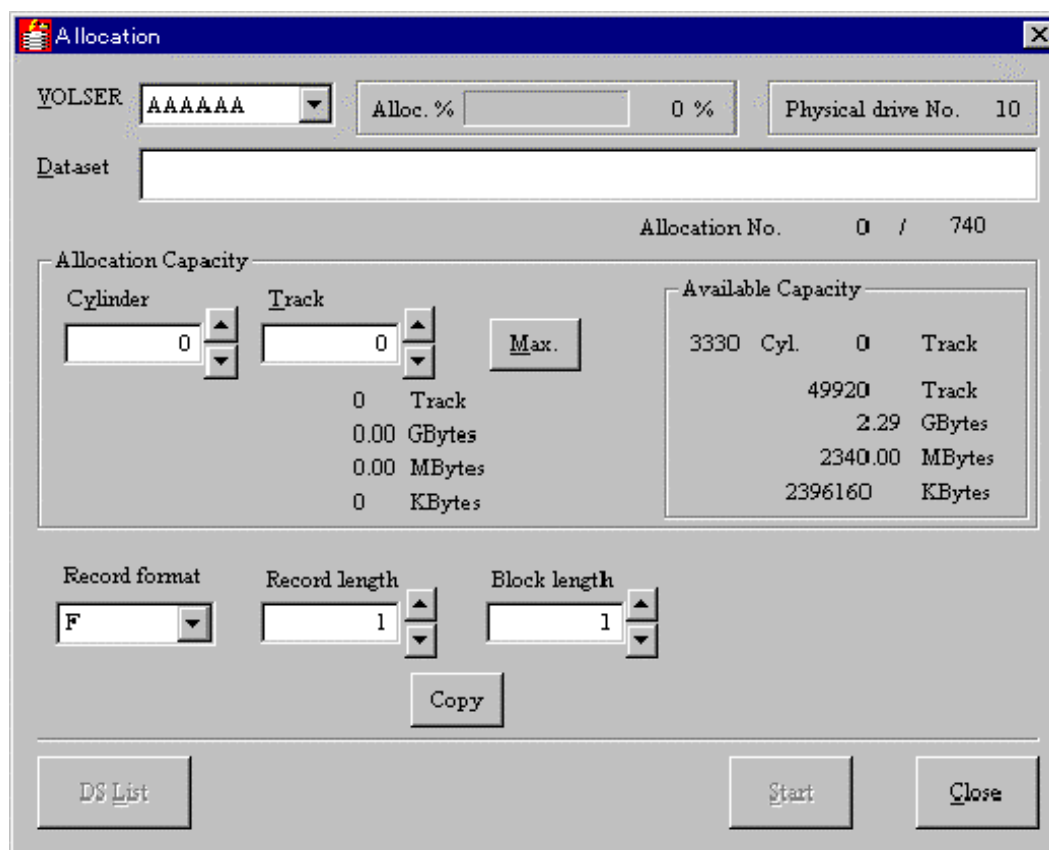 Allocation
VOLSER AAAAAA Alloc. % 0 % Physical drive No. 10
Dataset
Allocation No. 0 / 740
Allocation Capacity
Cylinder Track
0 0 Max.
0 Track
0.00 GBytes
0.00 MBytes
0 KBytes
Available Capacity
3330 Cyl. 0 Track
49920 Track
2.29 GBytes
2340.00 MBytes
2396160 KBytes
Record format Record length Block length
F 1 1
Copy
DS List Start Close